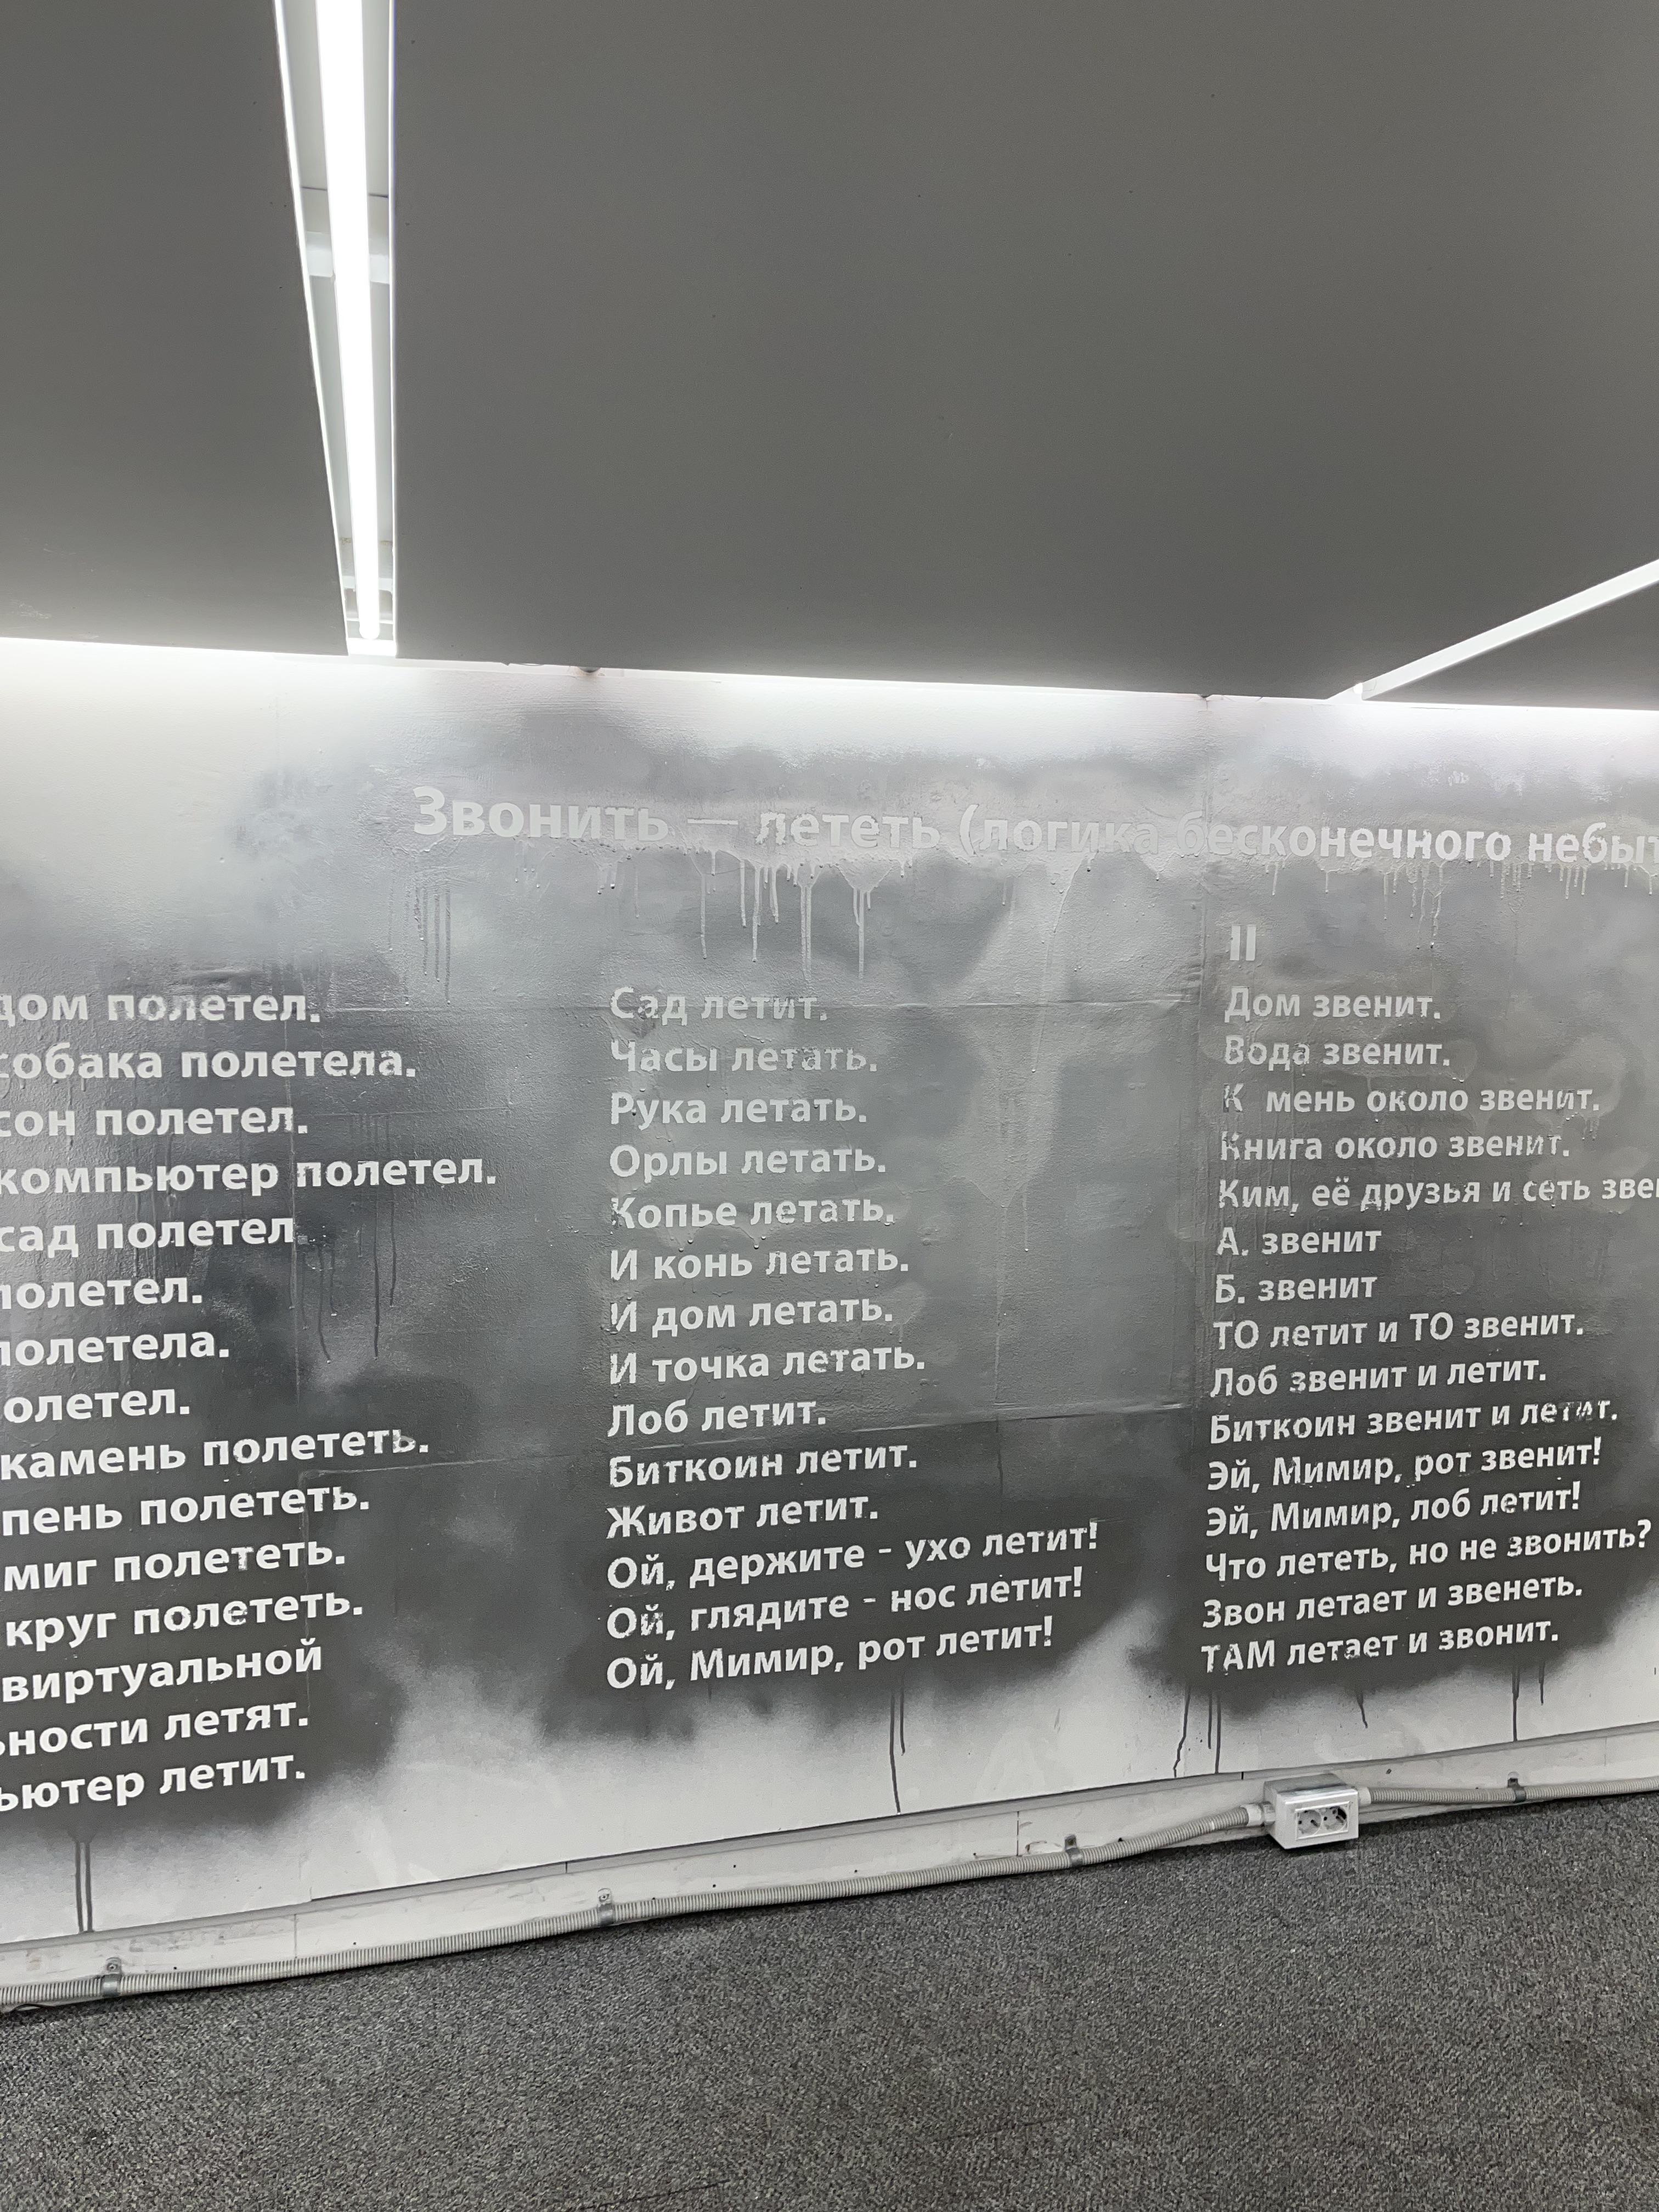 Звонить — лететь (логика бесконечного
дом полетел.
собака полетела.
сон полетел.
компьютер полетел.
сад полетел
полетел.
полетела.
олетел.
камень полететь.
пень полететь.
миг полететь.
круг полететь.
виртуальной
ьности летят.
ьютер летит.
Сад летит.
Часы летать.
Рука летать.
Орлы летать.
Копье летать.
И конь летать.
И дом летать.
И точка летать.
Лоб летит.
Биткоин летит.
Живот летит.
Ой, держите - ухо летит!
Ой, глядите - нос летит!
Ой, Мимир, рот летит!
II
Дом звенит.
Вода звенит.
К мень около звенит.
Книга около звенит.
Ким, её друзья и сеть
А. звенит
Б. звенит
ТО летит и ТО звенит.
Лоб звенит и летит.
Биткоин звенит и летит.
Эй, Мимир, рот звенит!
Эй, Мимир, лоб летит!
Что лететь, но не звонить?
Звон летает и звенеть.
ТАМ летает и звонит.